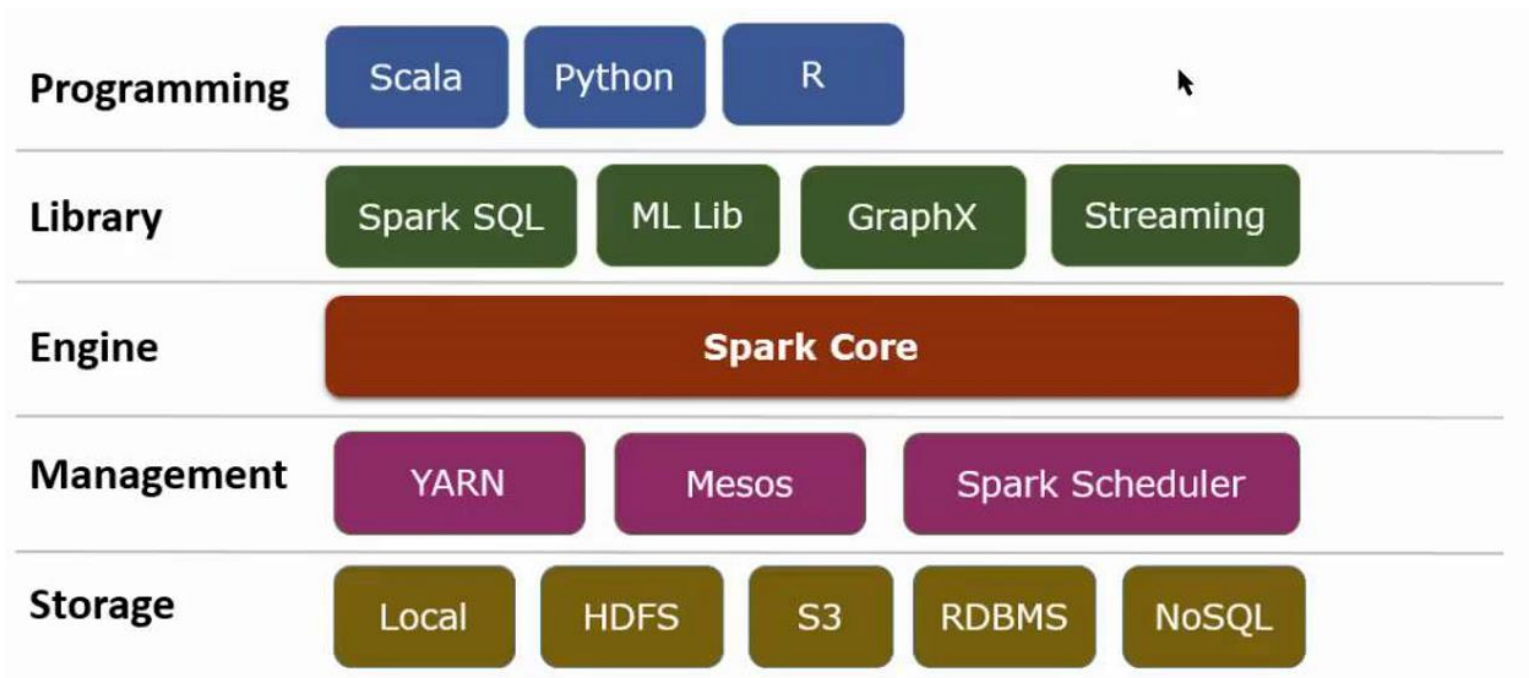 Programming
Scala
Python
R
Library
Spark SQL
ML Lib
GraphX
Streaming
Engine
Spark Core
Management
YARN
Mesos
Spark Scheduler
Storage
Local
HDFS
S3
RDBMS
NoSQL